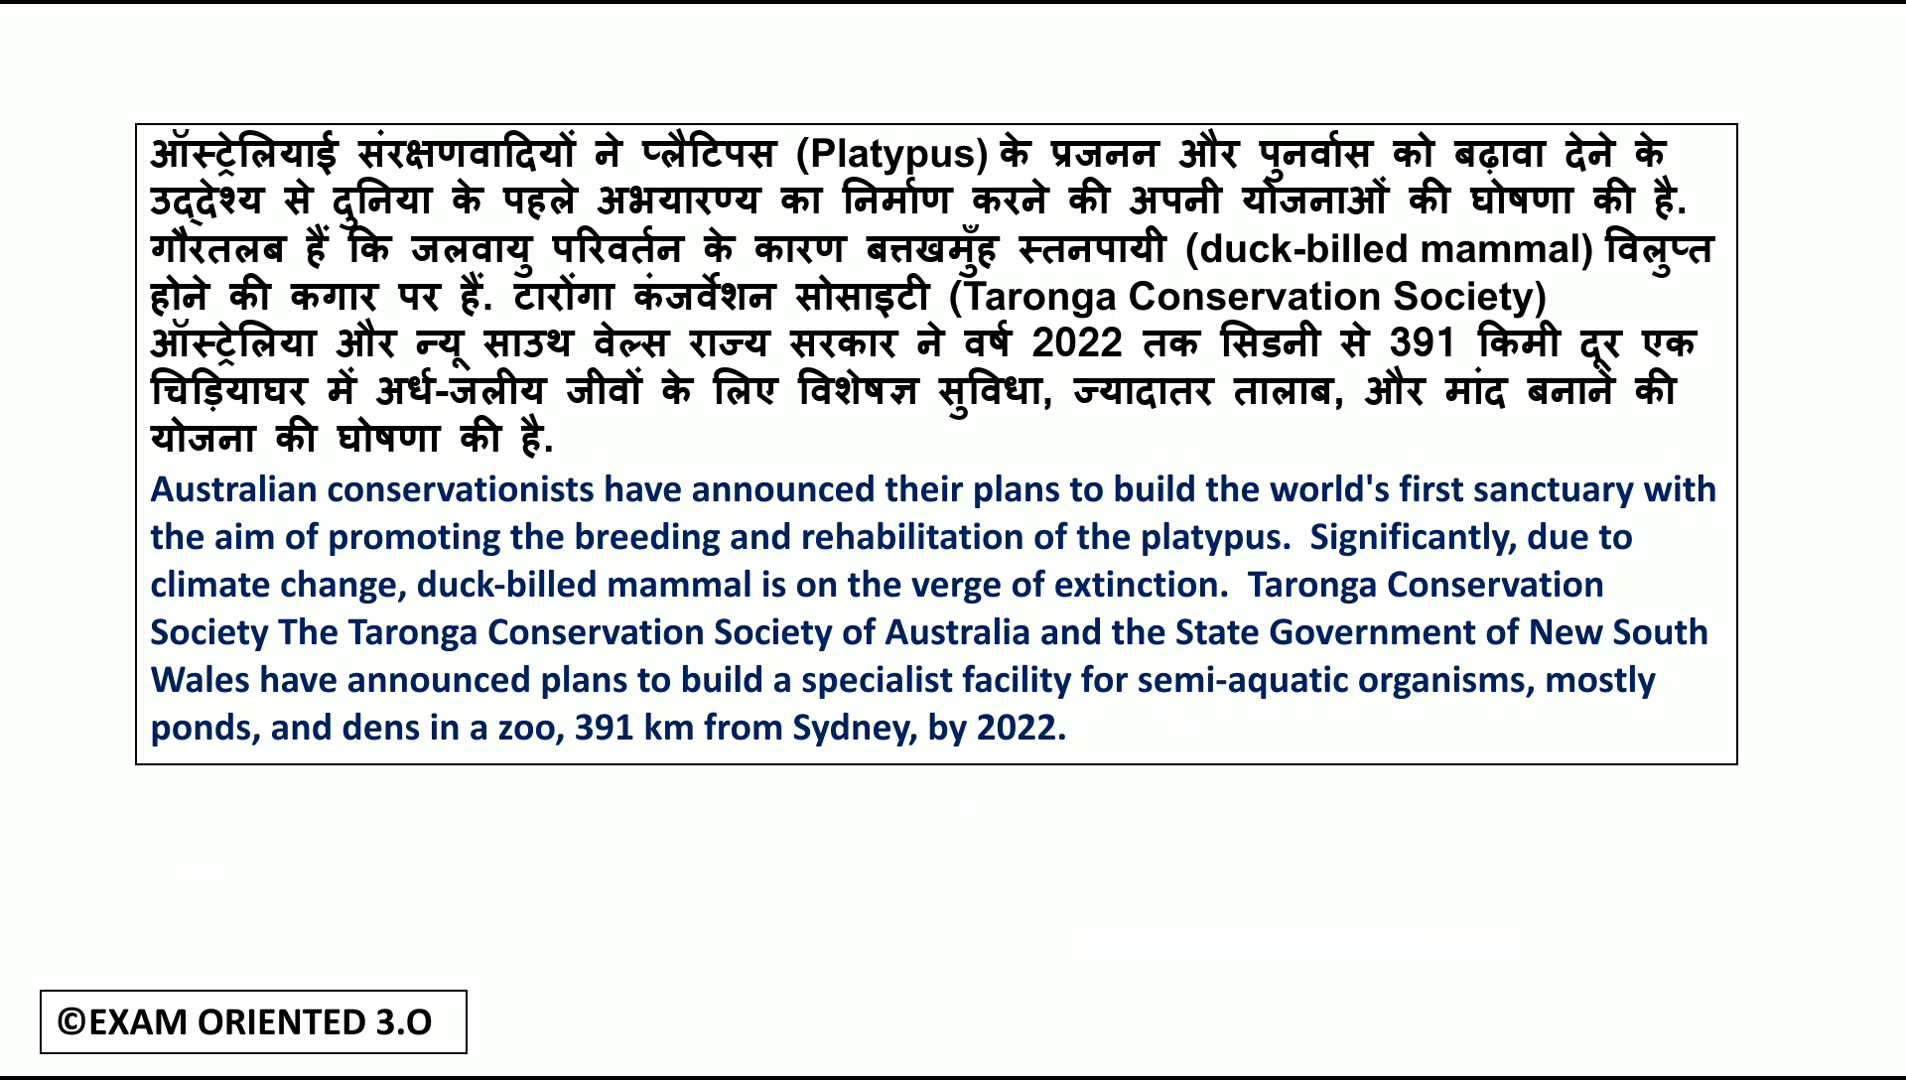 ऑस्ट्रेलियाई संरक्षणवादियों ने प्लैटिपस (Platypus) के प्रजनन और पुनर्वास को बढ़ावा देने के
उद्देश्य से दुनिया के पहले अभयारण्य का निर्माण करने की अपनी योजनाओं की घोषणा की है.
गौरतलब हैं कि जलवायु परिवर्तन के कारण बत्तखमुँह स्तनपायी (duck-billed mammal) विलुप्त
होने की कगार पर हैं. टारोंगा कंजर्वेशन सोसाइटी (Taronga Conservation Society)
ऑस्ट्रेलिया और न्यू साउथ वेल्स राज्य सरकार ने वर्ष 2022 तक सिडनी से 391 किमी दूर एक
चिड़ियाघर में अर्ध-जलीय जीवों के लिए विशेषज्ञ सुविधा, ज्यादातर तालाब, और मांद बनाने की
योजना की घोषणा की है.
Australian conservationists have announced their plans to build the world's first sanctuary with
the aim of promoting the breeding and rehabilitation of the platypus.  Significantly, due to
climate change, duck-billed mammal is on the verge of extinction.  Taronga Conservation
Society The Taronga Conservation Society of Australia and the State Government of New South
Wales have announced plans to build a specialist facility for semi-aquatic organisms, mostly
ponds, and dens in a zoo, 391 km from Sydney, by 2022.
©EXAM ORIENTED 3.O